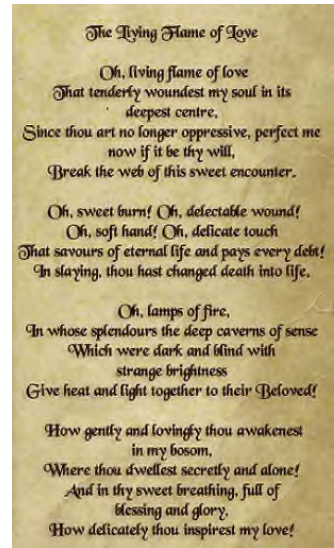 The Living Flame of Love
Oh, living flame of love
That tenderly woundest my soul in its
deepest centre,
Since thou art no longer oppressive, perfect me
now if it be thy will,
Break the web of this sweet encounter.
Oh, sweet burn! Oh, delectable wound!
Oh, soft hand! Oh, delicate touch
That savours of eternal life and pays every debt!
In slaying, thou hast changed death into life.
Oh, lamps of fire,
In whose splendours the deep caverns of sense
Which were dark and blind with
strange brightness
Give heat and light together to their Beloved!
How gently and lovingly thou awakenest
in my bosom,
Where thou dwellest secretly and alone!
And in thy sweet breathing, full of
blessing and glory,
How delicately thou inspirest my love!